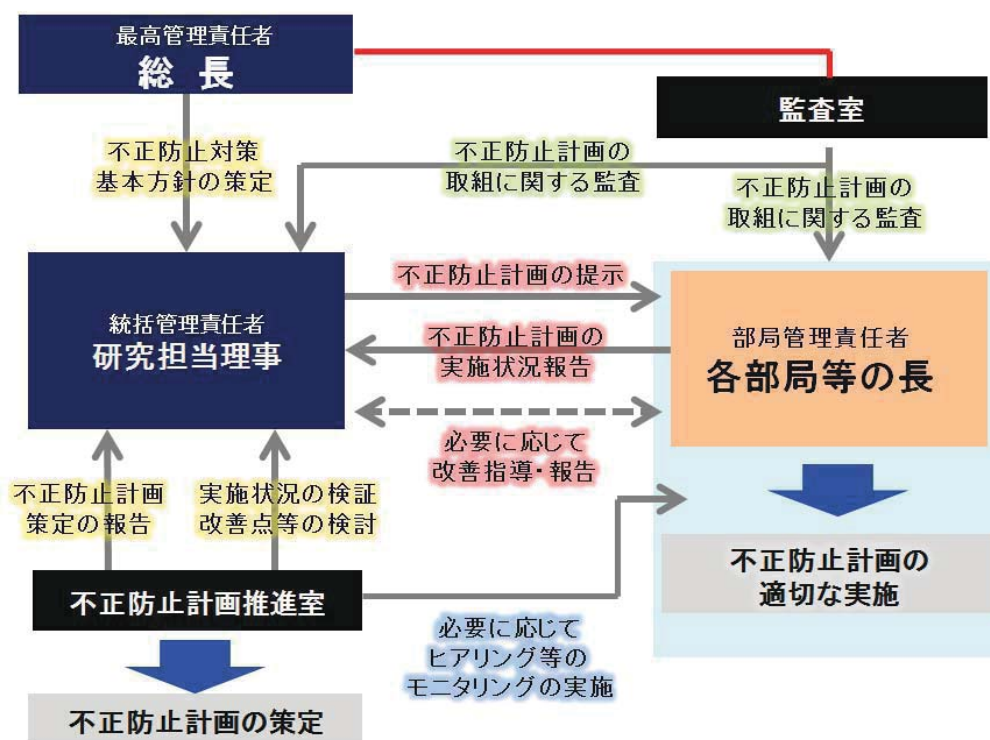 最高管理責任者
総 長
監査室
不正防止対策
基本方針の策定
不正防止計画の
取組に関する監査
不正防止計画の
取組に関する監査
不正防止計画の提示
統括管理責任者
研究担当理事
不正防止計画の
実施状況報告
部局管理責任者
各部局等の長
必要に応じて
改善指導・報告
不正防止計画
策定の報告
実施状況の検証
改善点等の検討
不正防止計画の
適切な実施
不正防止計画推進室
必要に応じて
ヒアリング等の
モニタリングの実施
不正防止計画の策定